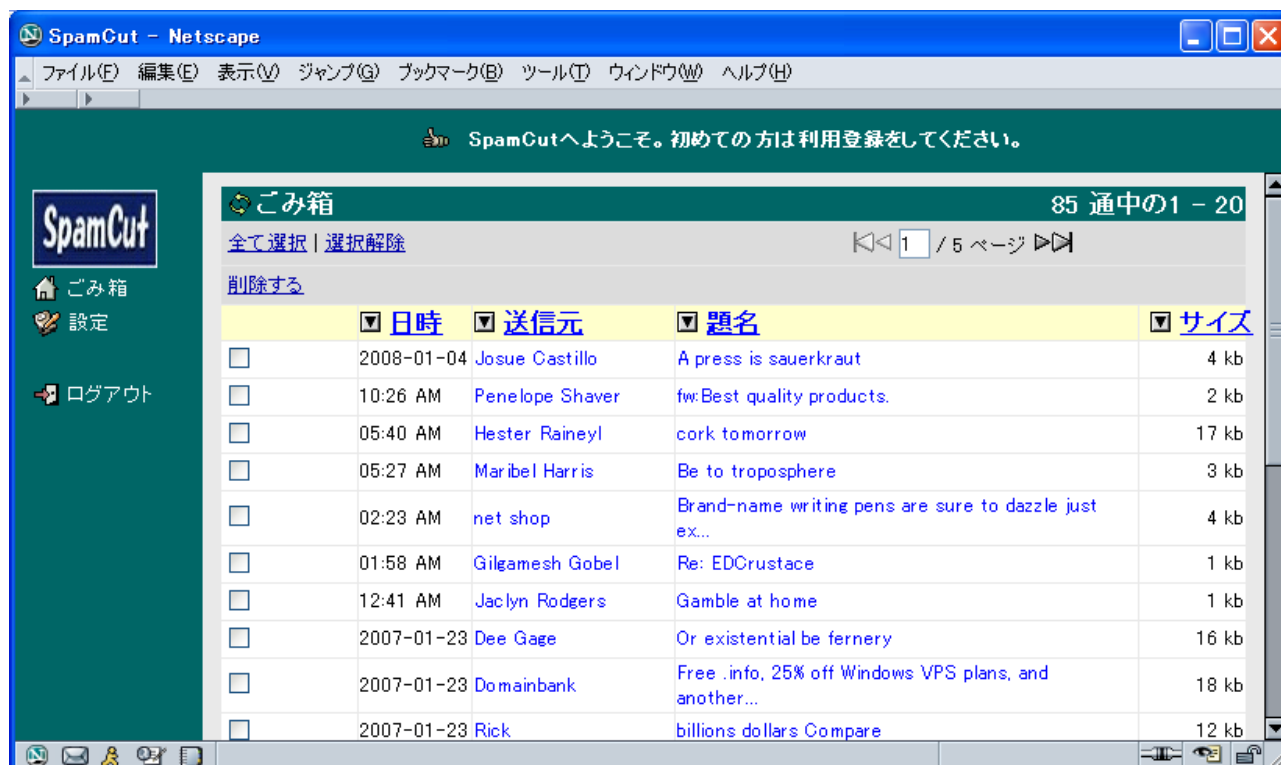 SpamCut - Netscape
ファイル(F) 編集(E) 表示(V) ジャンプ(G) ブックマーク(B) ツール(T) ウィンドウ(W) ヘルプ(H)
SpamCutへようこそ。初めての方は利用登録をしてください。
SpamCut
ごみ箱
設定
ログアウト
ごみ箱 85 通中の1 - 20
全て選択 | 選択解除 1 / 5 ページ
削除する
日時 送信元 題名 サイズ
2008-01-04 Josue Castillo A press is sauerkraut 4 kb
10:26 AM Penelope Shaver fw:Best quality products. 2 kb
05:40 AM Hester Raineyl cork tomorrow 17 kb
05:27 AM Maribel Harris Be to troposphere 3 kb
02:23 AM net shop Brand-name writing pens are sure to dazzle just
ex... 4 kb
01:58 AM Gilgamesh Gobel Re: EDCrustace 1 kb
12:41 AM Jaclyn Rodgers Gamble at home 1 kb
2007-01-23 Dee Gage Or existential be fernery 16 kb
2007-01-23 Domainbank Free .info, 25% off Windows VPS plans, and
another... 18 kb
2007-01-23 Rick billions dollars Compare 12 kb